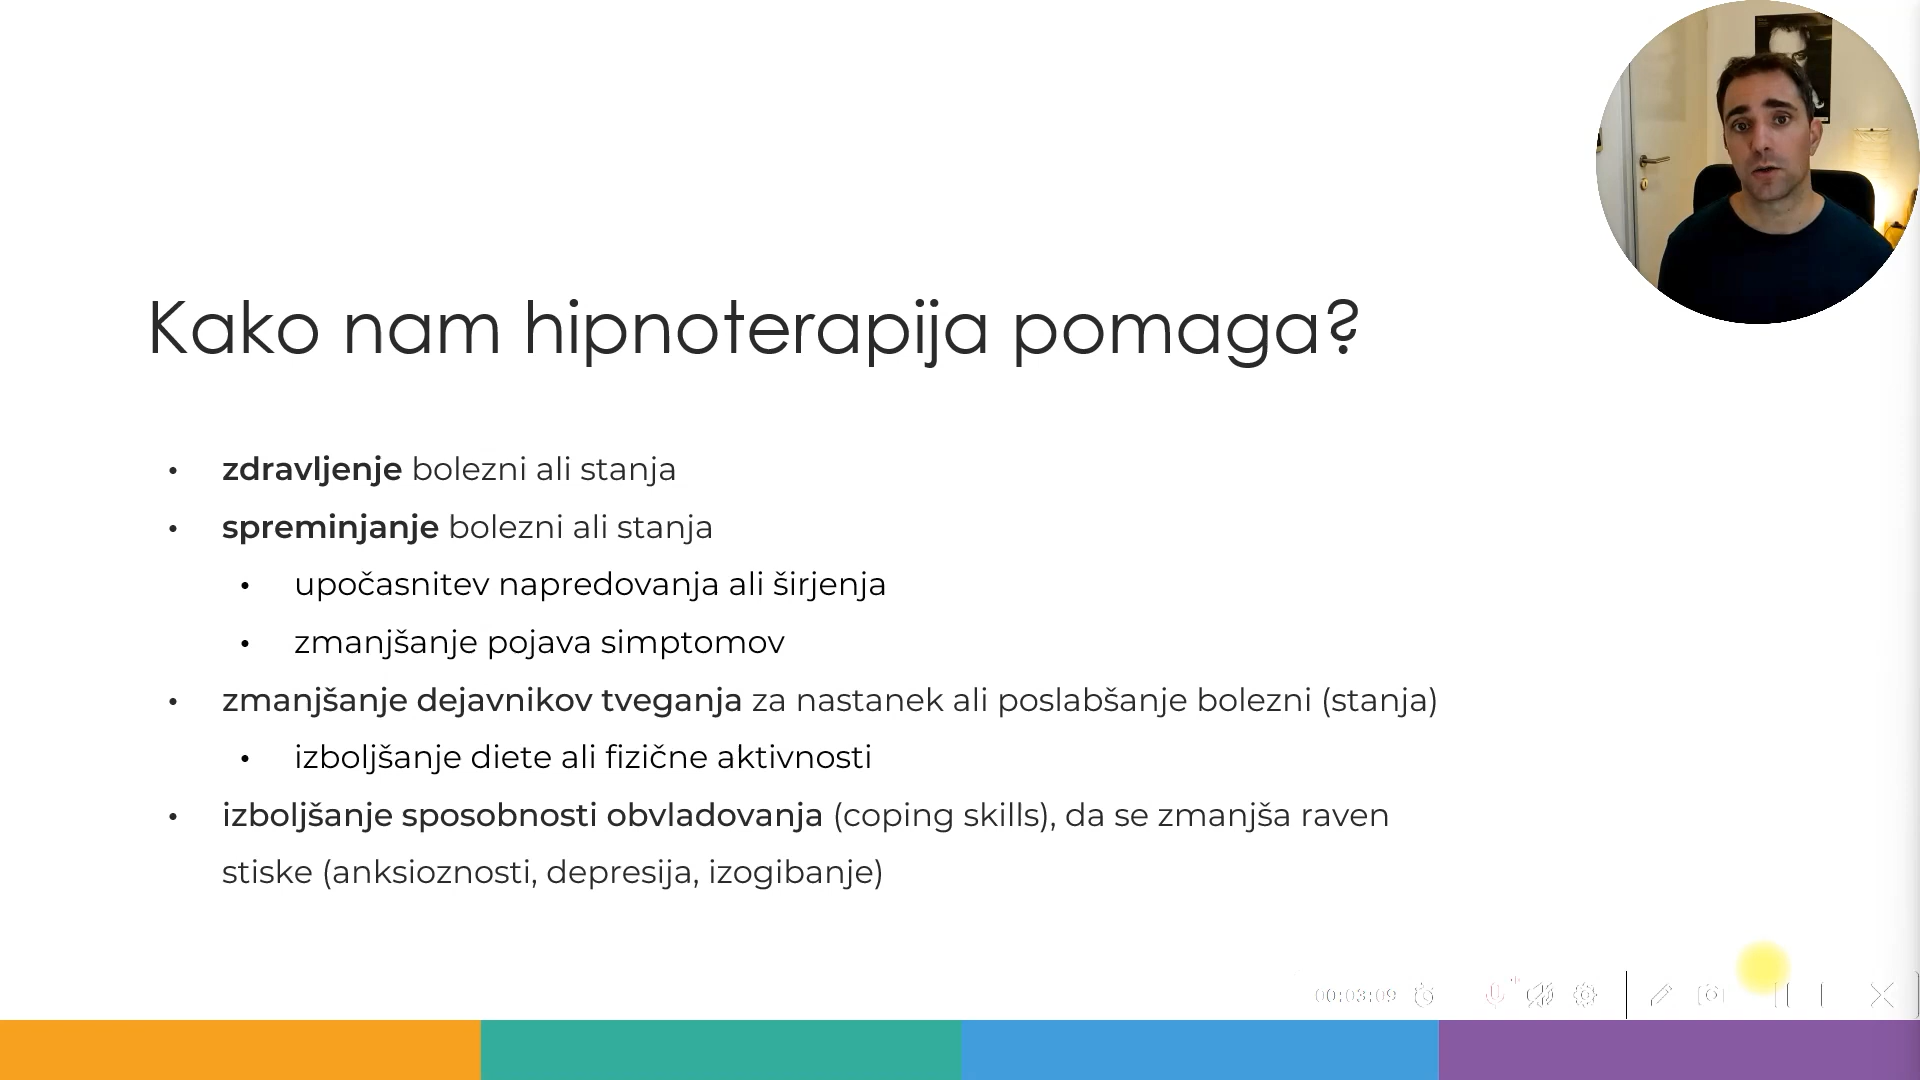 Kako nam hipnoterapija pomaga?
• zdravljenje bolezni ali stanja
• spreminjanje bolezni ali stanja
• upočasnitev napredovanja ali širjenja
• zmanjšanje pojava simptomov
• zmanjšanje dejavnikov tveganja za nastanek ali poslabšanje bolezni (stanja)
• izboljšanje diete ali fizične aktivnosti
• izboljšanje sposobnosti obvladovanja (coping skills), da se zmanjša raven
stiske (anksioznosti, depresija, izogibanje)
00:03:09